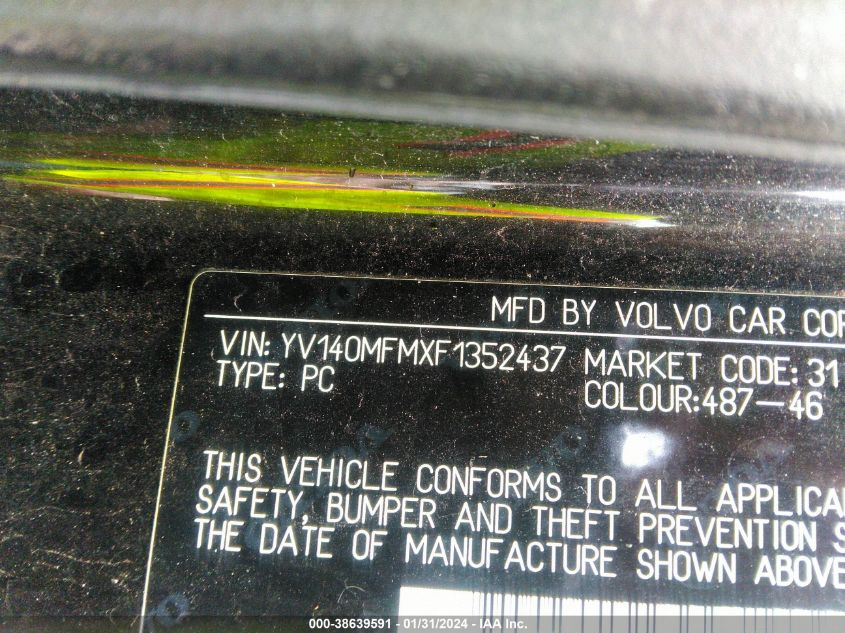 MFD BY VOLVO CAR COR
VIN: YV140MFMXF1352437 MARKET CODE: 31
TYPE: PC COLOUR:487-46
THIS VEHICLE CONFORMS TO ALL APPLICA
SAFETY, BUMPER AND THEFT PREVENTION S
THE DATE OF MANUFACTURE SHOWN ABOVE
000-38639591 - 01/31/2024 - IAA Inc.